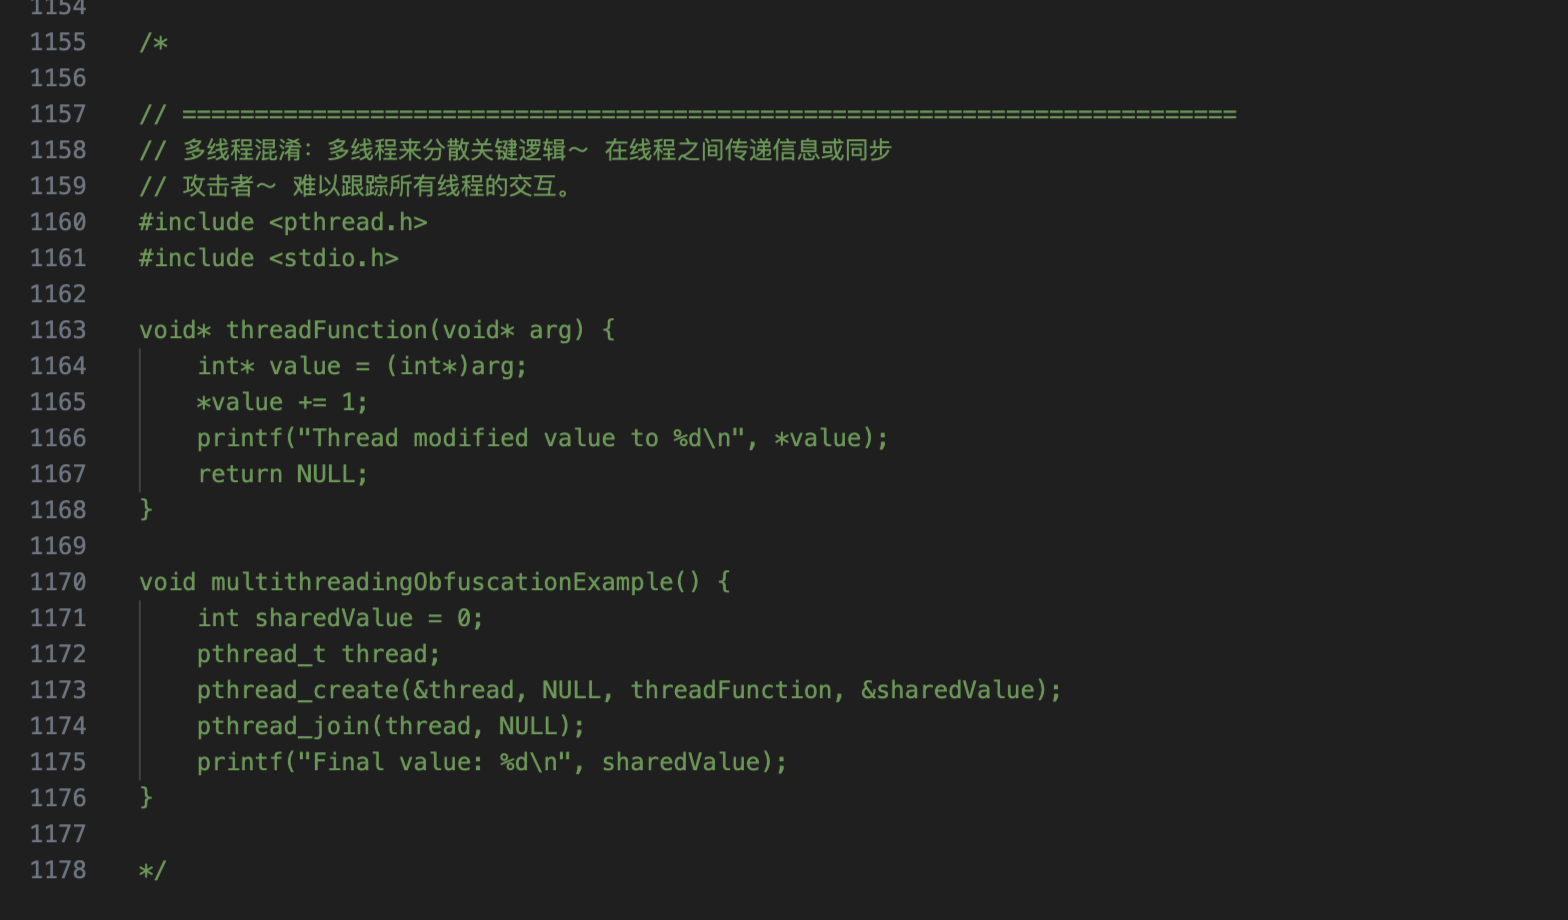 1154
1155 /*
1156
1157 // =========================================================================
1158 // 多线程混淆：多线程来分散关键逻辑～ 在线程之间传递信息或同步
1159 // 攻击者～ 难以跟踪所有线程的交互。
1160 #include <pthread.h>
1161 #include <stdio.h>
1162
1163 void* threadFunction(void* arg) {
1164     int* value = (int*)arg;
1165     *value += 1;
1166     printf("Thread modified value to %d\n", *value);
1167     return NULL;
1168 }
1169
1170 void multithreadingObfuscationExample() {
1171     int sharedValue = 0;
1172     pthread_t thread;
1173     pthread_create(&thread, NULL, threadFunction, &sharedValue);
1174     pthread_join(thread, NULL);
1175     printf("Final value: %d\n", sharedValue);
1176 }
1177
1178 */